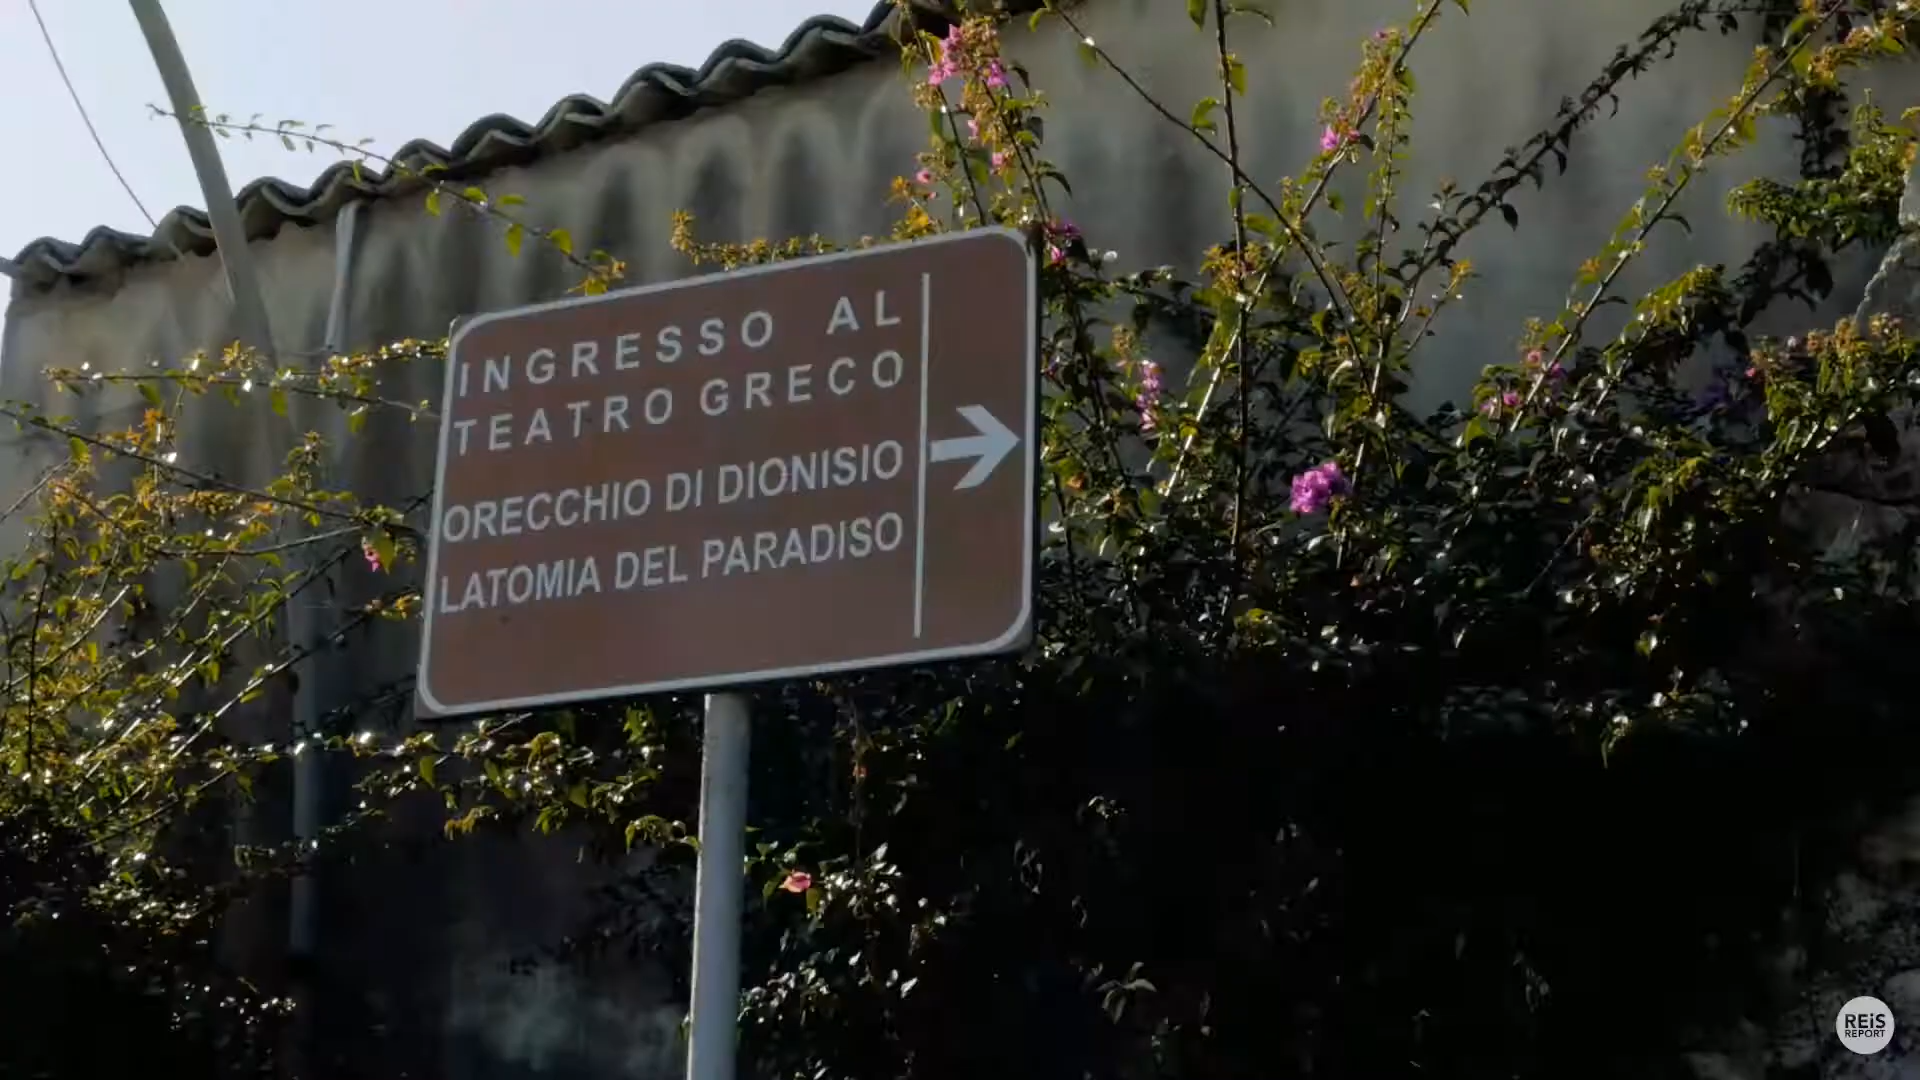 INGRESSO AL
TEATRO GRECO
ORECCHIO DI DIONISIO
LATOMIA DEL PARADISO
REiS
REPORT